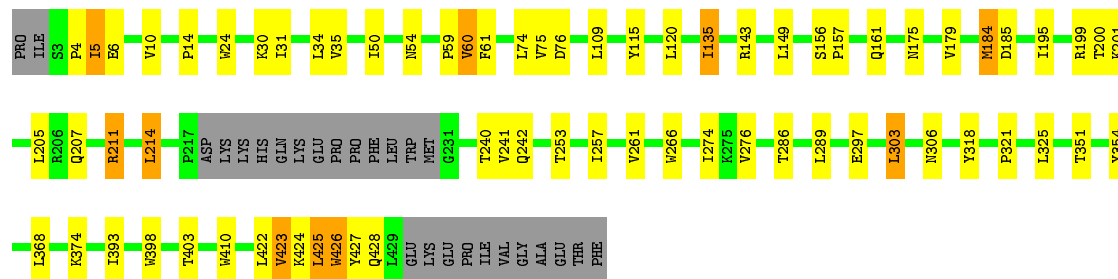 PRO ILE S3 P4 I5 E6 V10 P14 W24 K30 I31 L34 V35 I50 N54 P59 V60 F61 L74 V75 D76 L109 Y115 L120 I135 R143 L149 S156 P157 Q161 N175 V179 M184 D185 I195 R199 T200 K201
L205 R206 Q207 R211 L214 P217 ASP LYS LYS HIS GLN LYS GLU PRO PRO PHE LEU TRP MET G231 T240 V241 Q242 T253 I257 V261 W266 I274 K275 V276 T286 L289 E297 L303 N306 Y318 P321 L325 T351 Y354
L368 K374 I393 W398 T403 W410 L422 V423 K424 L425 W426 Y427 Q428 L429 GLU LYS GLU PRO ILE VAL GLY ALA GLU THR PHE